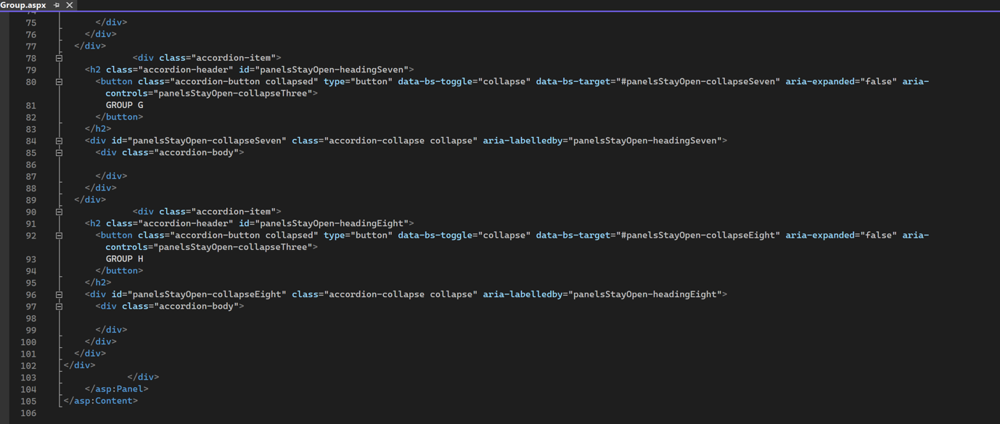 Group.aspx
74
75 </div>
76 </div>
77 </div>
78 <div class="accordion-item">
79 <h2 class="accordion-header" id="panelsStayOpen-headingSeven">
80 <button class="accordion-button collapsed" type="button" data-bs-toggle="collapse" data-bs-target="#panelsStayOpen-collapseSeven" aria-expanded="false" aria-
controls="panelsStayOpen-collapseThree">
81 GROUP G
82 </button>
83 </h2>
84 <div id="panelsStayOpen-collapseSeven" class="accordion-collapse collapse" aria-labelledby="panelsStayOpen-headingSeven">
85 <div class="accordion-body">
86
87 </div>
88 </div>
89 </div>
90 <div class="accordion-item">
91 <h2 class="accordion-header" id="panelsStayOpen-headingEight">
92 <button class="accordion-button collapsed" type="button" data-bs-toggle="collapse" data-bs-target="#panelsStayOpen-collapseEight" aria-expanded="false" aria-
controls="panelsStayOpen-collapseThree">
93 GROUP H
94 </button>
95 </h2>
96 <div id="panelsStayOpen-collapseEight" class="accordion-collapse collapse" aria-labelledby="panelsStayOpen-headingEight">
97 <div class="accordion-body">
98
99 </div>
100 </div>
101 </div>
102 </div>
103 </div>
104 </asp:Panel>
105 </asp:Content>
106